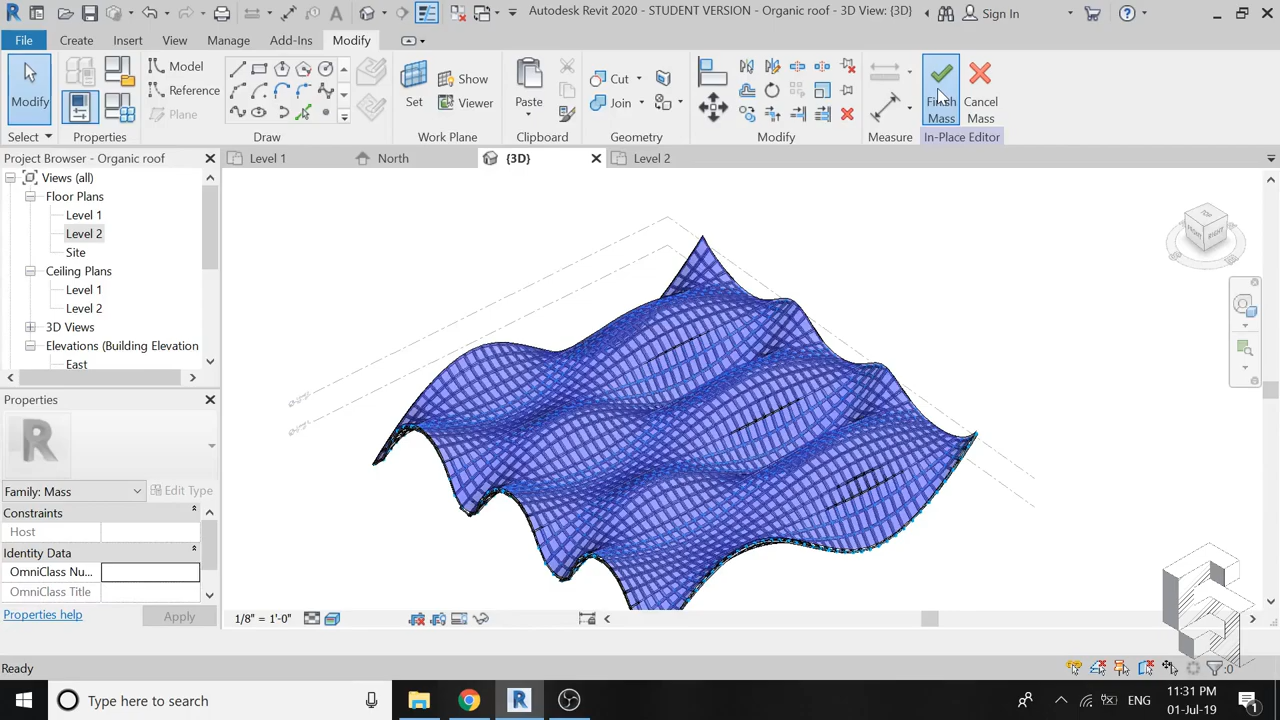 Autodesk Revit 2020 - STUDENT VERSION - Organic roof - 3D View: {3D}
Sign In
File
Create
Insert
View
Manage
Add-Ins
Modify
Modify
Select
Properties
Model
Reference
Plane
Draw
Set
Show
Viewer
Work Plane
Paste
Clipboard
Cut
Join
Geometry
Modify
Measure
Finish
Mass
Cancel
Mass
In-Place Editor
Project Browser - Organic roof
Level 1
North
{3D}
Level 2
Views (all)
Floor Plans
Level 1
Level 2
Site
Ceiling Plans
Level 1
Level 2
3D Views
Elevations (Building Elevation
East
TOP
FRONT
RIGHT
Properties
Family: Mass
Edit Type
Constraints
Host
Identity Data
OmniClass Nu...
OmniClass Title
Properties help
Apply
1/8" = 1'-0"
Ready
:0
Type here to search
ENG
11:31 PM
01-Jul-19
1